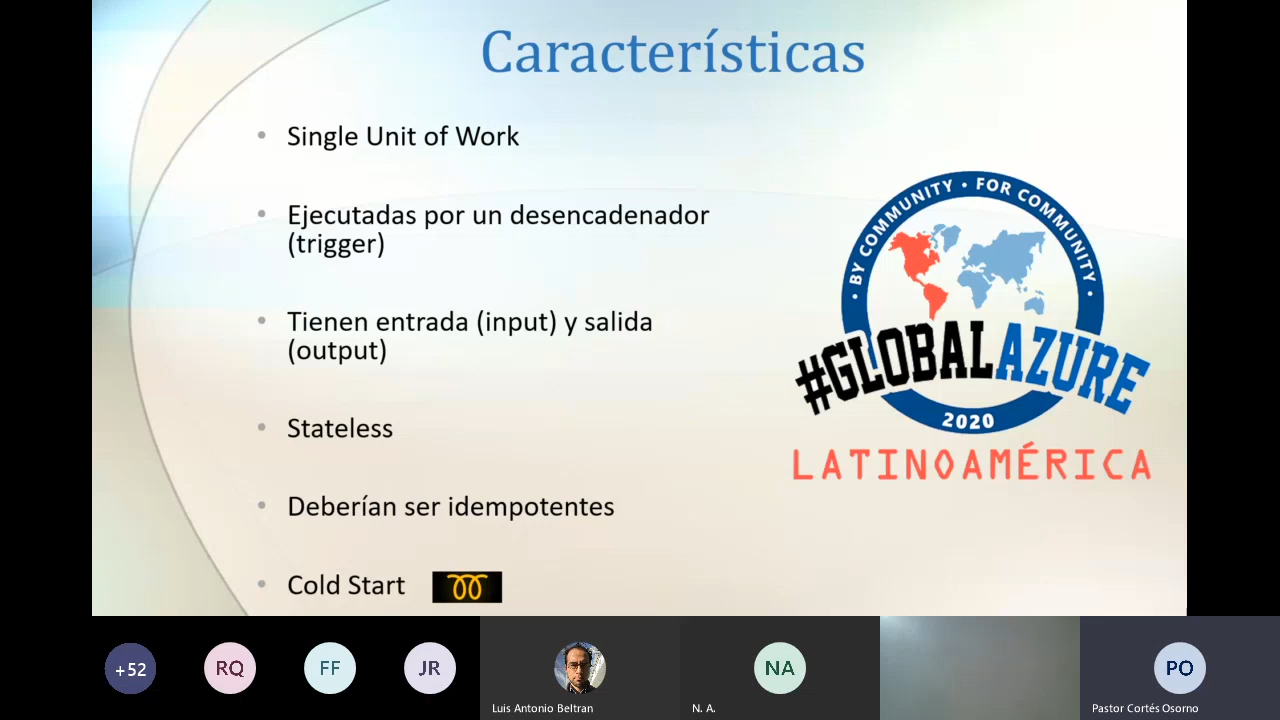 Características
• Single Unit of Work
• Ejecutadas por un desencadenador
(trigger)
• Tienen entrada (input) y salida
(output)
• Stateless
• Deberían ser idempotentes
• Cold Start
• BY COMMUNITY • FOR COMMUNITY •
#GLOBALAZURE
2020
LATINOAMÉRICA
+52
RQ
FF
JR
Luis Antonio Beltran
NA
N. A.
PO
Pastor Cortés Osorno